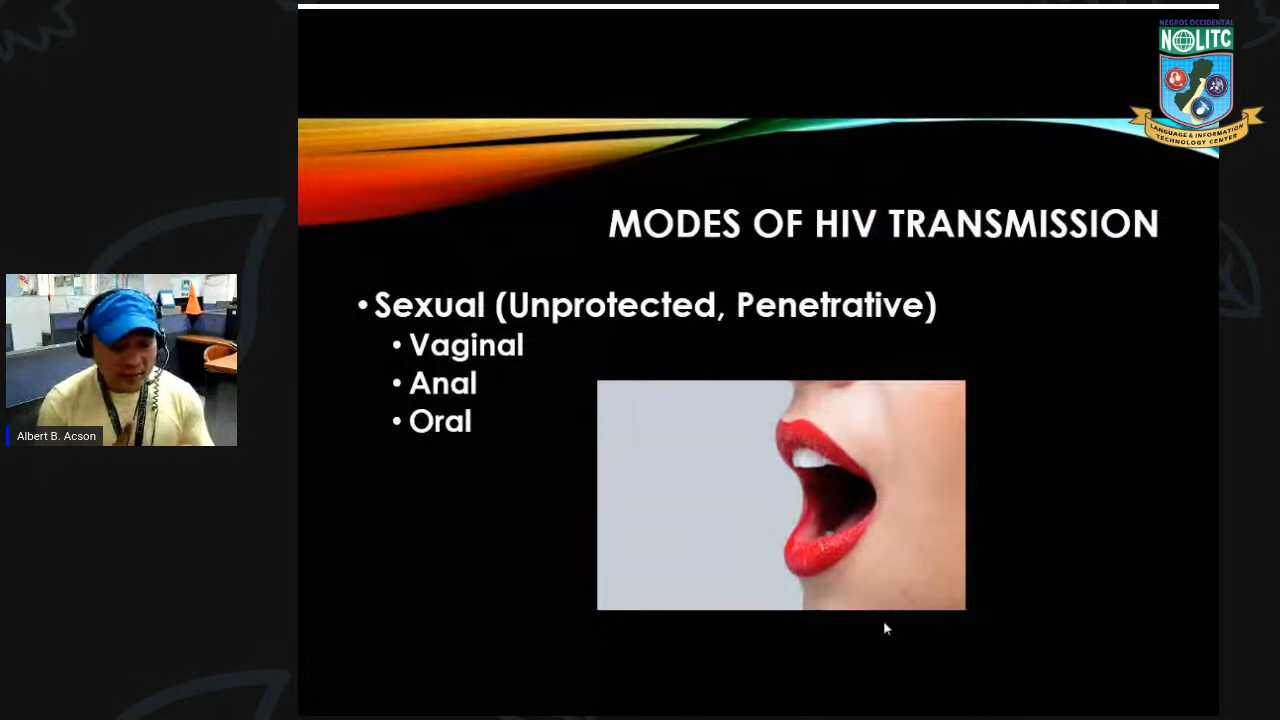 NEGROS OCCIDENTAL
NOLITC
LANGUAGE & INFORMATION
TECHNOLOGY CENTER
MODES OF HIV TRANSMISSION
• Sexual (Unprotected, Penetrative)
• Vaginal
• Anal
• Oral
Albert B. Acson